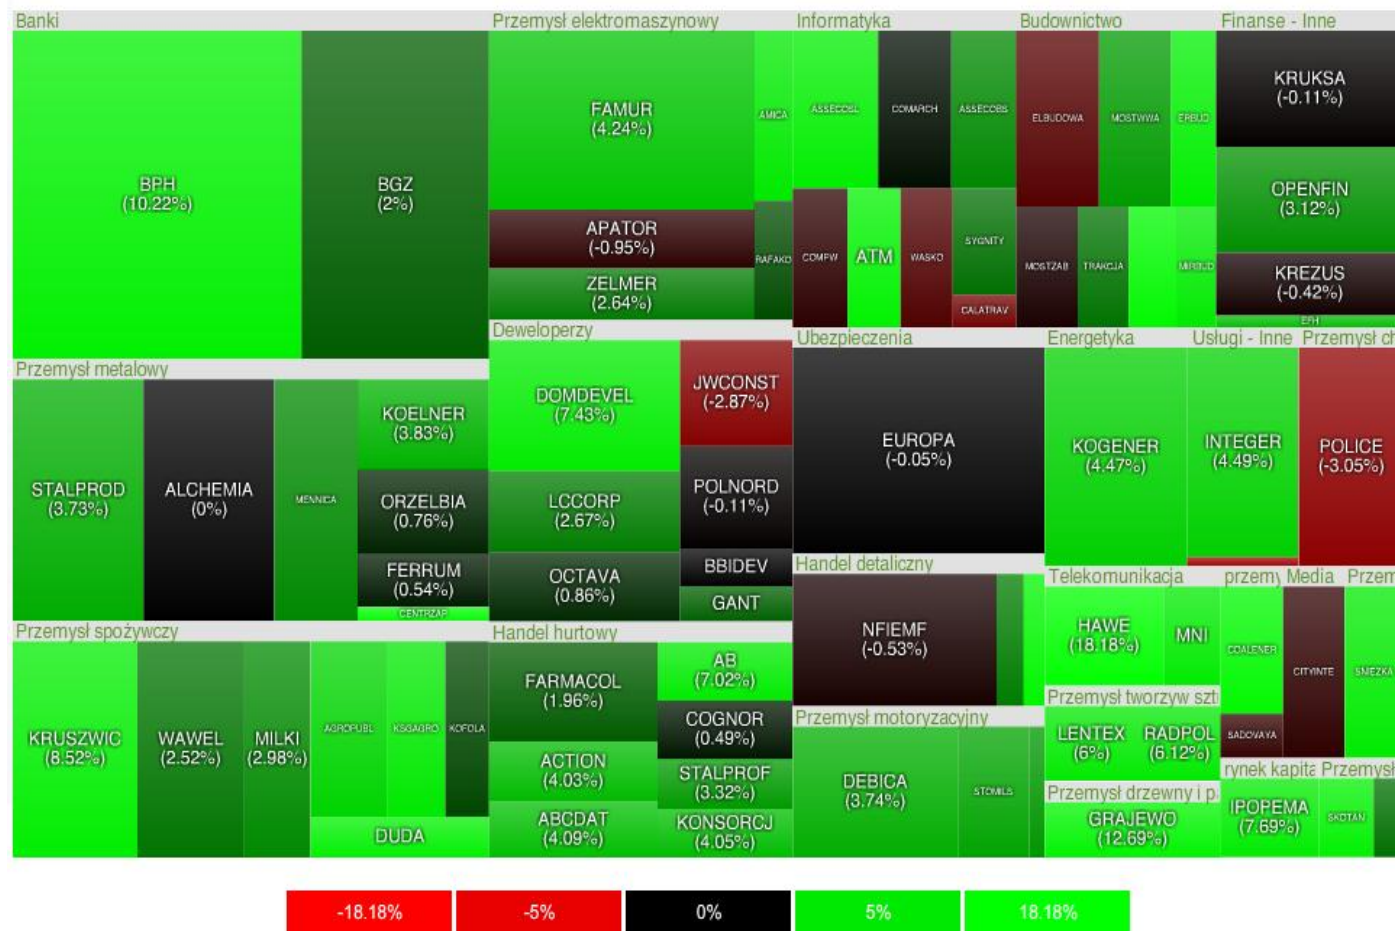 Banki
BPH
(10.22%)
BGZ
(2%)
Przemysł elektromaszynowy
FAMUR
(4.24%)
AMICA
APATOR
(-0.95%)
RAFAKO
ZELMER
(2.64%)
Informatyka
ASSECOSL
COMARCH
ASSECOBS
COMPW
ATM
WASKO
SYGNITY
CALATRAV
Budownictwo
ELBUDOWA
MOSTWWA
ERBUD
MOSTZAB
TRAKCJA
MIRBUD
Finanse - Inne
KRUKSA
(-0.11%)
OPENFIN
(3.12%)
KREZUS
(-0.42%)
EFH
Przemysł metalowy
STALPROD
(3.73%)
ALCHEMIA
(0%)
MENNICA
KOELNER
(3.83%)
ORZELBIA
(0.76%)
FERRUM
(0.54%)
CENTRZAP
Deweloperzy
DOMDEVEL
(7.43%)
JWCONST
(-2.87%)
LCCORP
(2.67%)
POLNORD
(-0.11%)
OCTAVA
(0.86%)
BBIDEV
GANT
Ubezpieczenia
EUROPA
(-0.05%)
Energetyka
KOGENER
(4.47%)
Usługi - Inne
INTEGER
(4.49%)
Przemysł ch
POLICE
(-3.05%)
Handel detaliczny
NFIEMF
(-0.53%)
Telekomunikacja
HAWE
(18.18%)
MNI
przemy
COALENER
SADOVAYA
Media
CITYINTE
Przem
SNIEZKA
Przemysł spożywczy
KRUSZWIC
(8.52%)
WAWEL
(2.52%)
MILKI
(2.98%)
AGROPUBL
KSGAGRO
KOFOLA
DUDA
Handel hurtowy
FARMACOL
(1.96%)
AB
(7.02%)
COGNOR
(0.49%)
ACTION
(4.03%)
STALPROF
(3.32%)
ABCDAT
(4.09%)
KONSORCJ
(4.05%)
Przemysł motoryzacyjny
DEBICA
(3.74%)
STOMILS
Przemysł tworzyw szt
LENTEX
(6%)
RADPOL
(6.12%)
Przemysł drzewny i p
GRAJEWO
(12.69%)
rynek kapita
IPOPEMA
(7.69%)
Przemysł
SKOTAN
-18.18%
-5%
0%
5%
18.18%